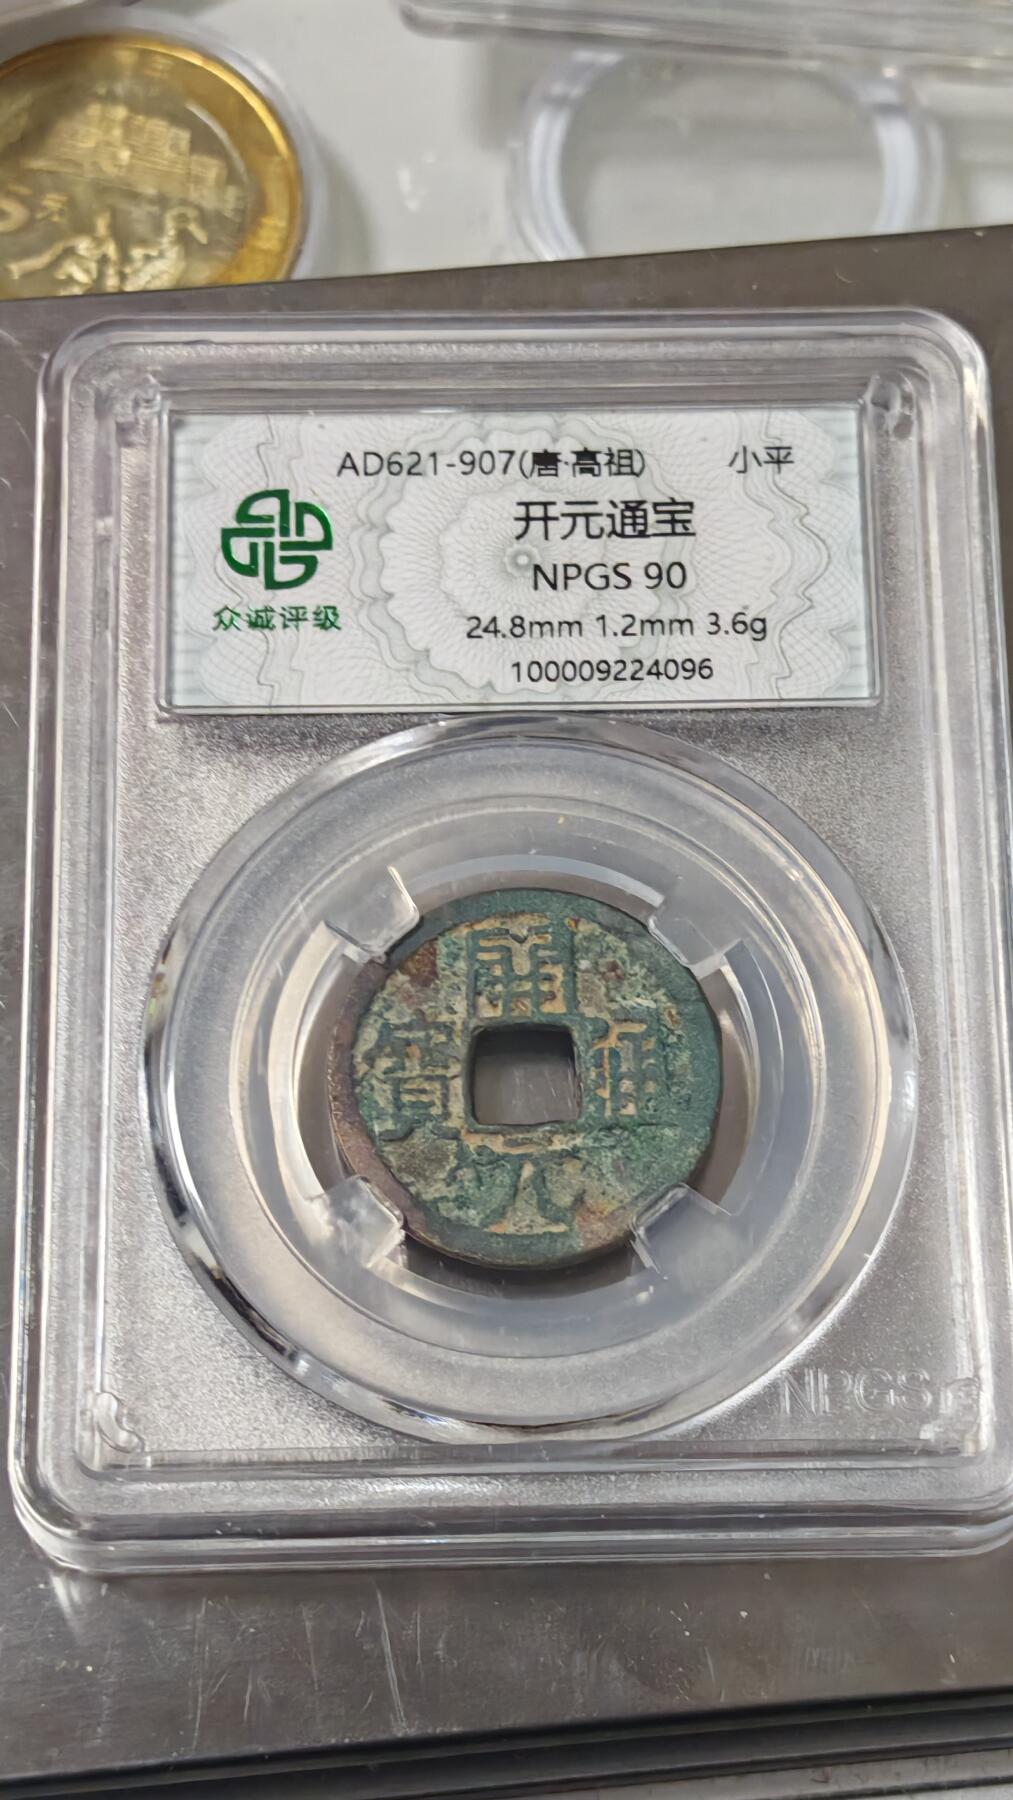 AD621-907(唐·高祖) 小平
开元通宝
NPGS 90
24.8mm 1.2mm 3.6g
100009224096
众诚评级
開
通
元
寶
NPGS